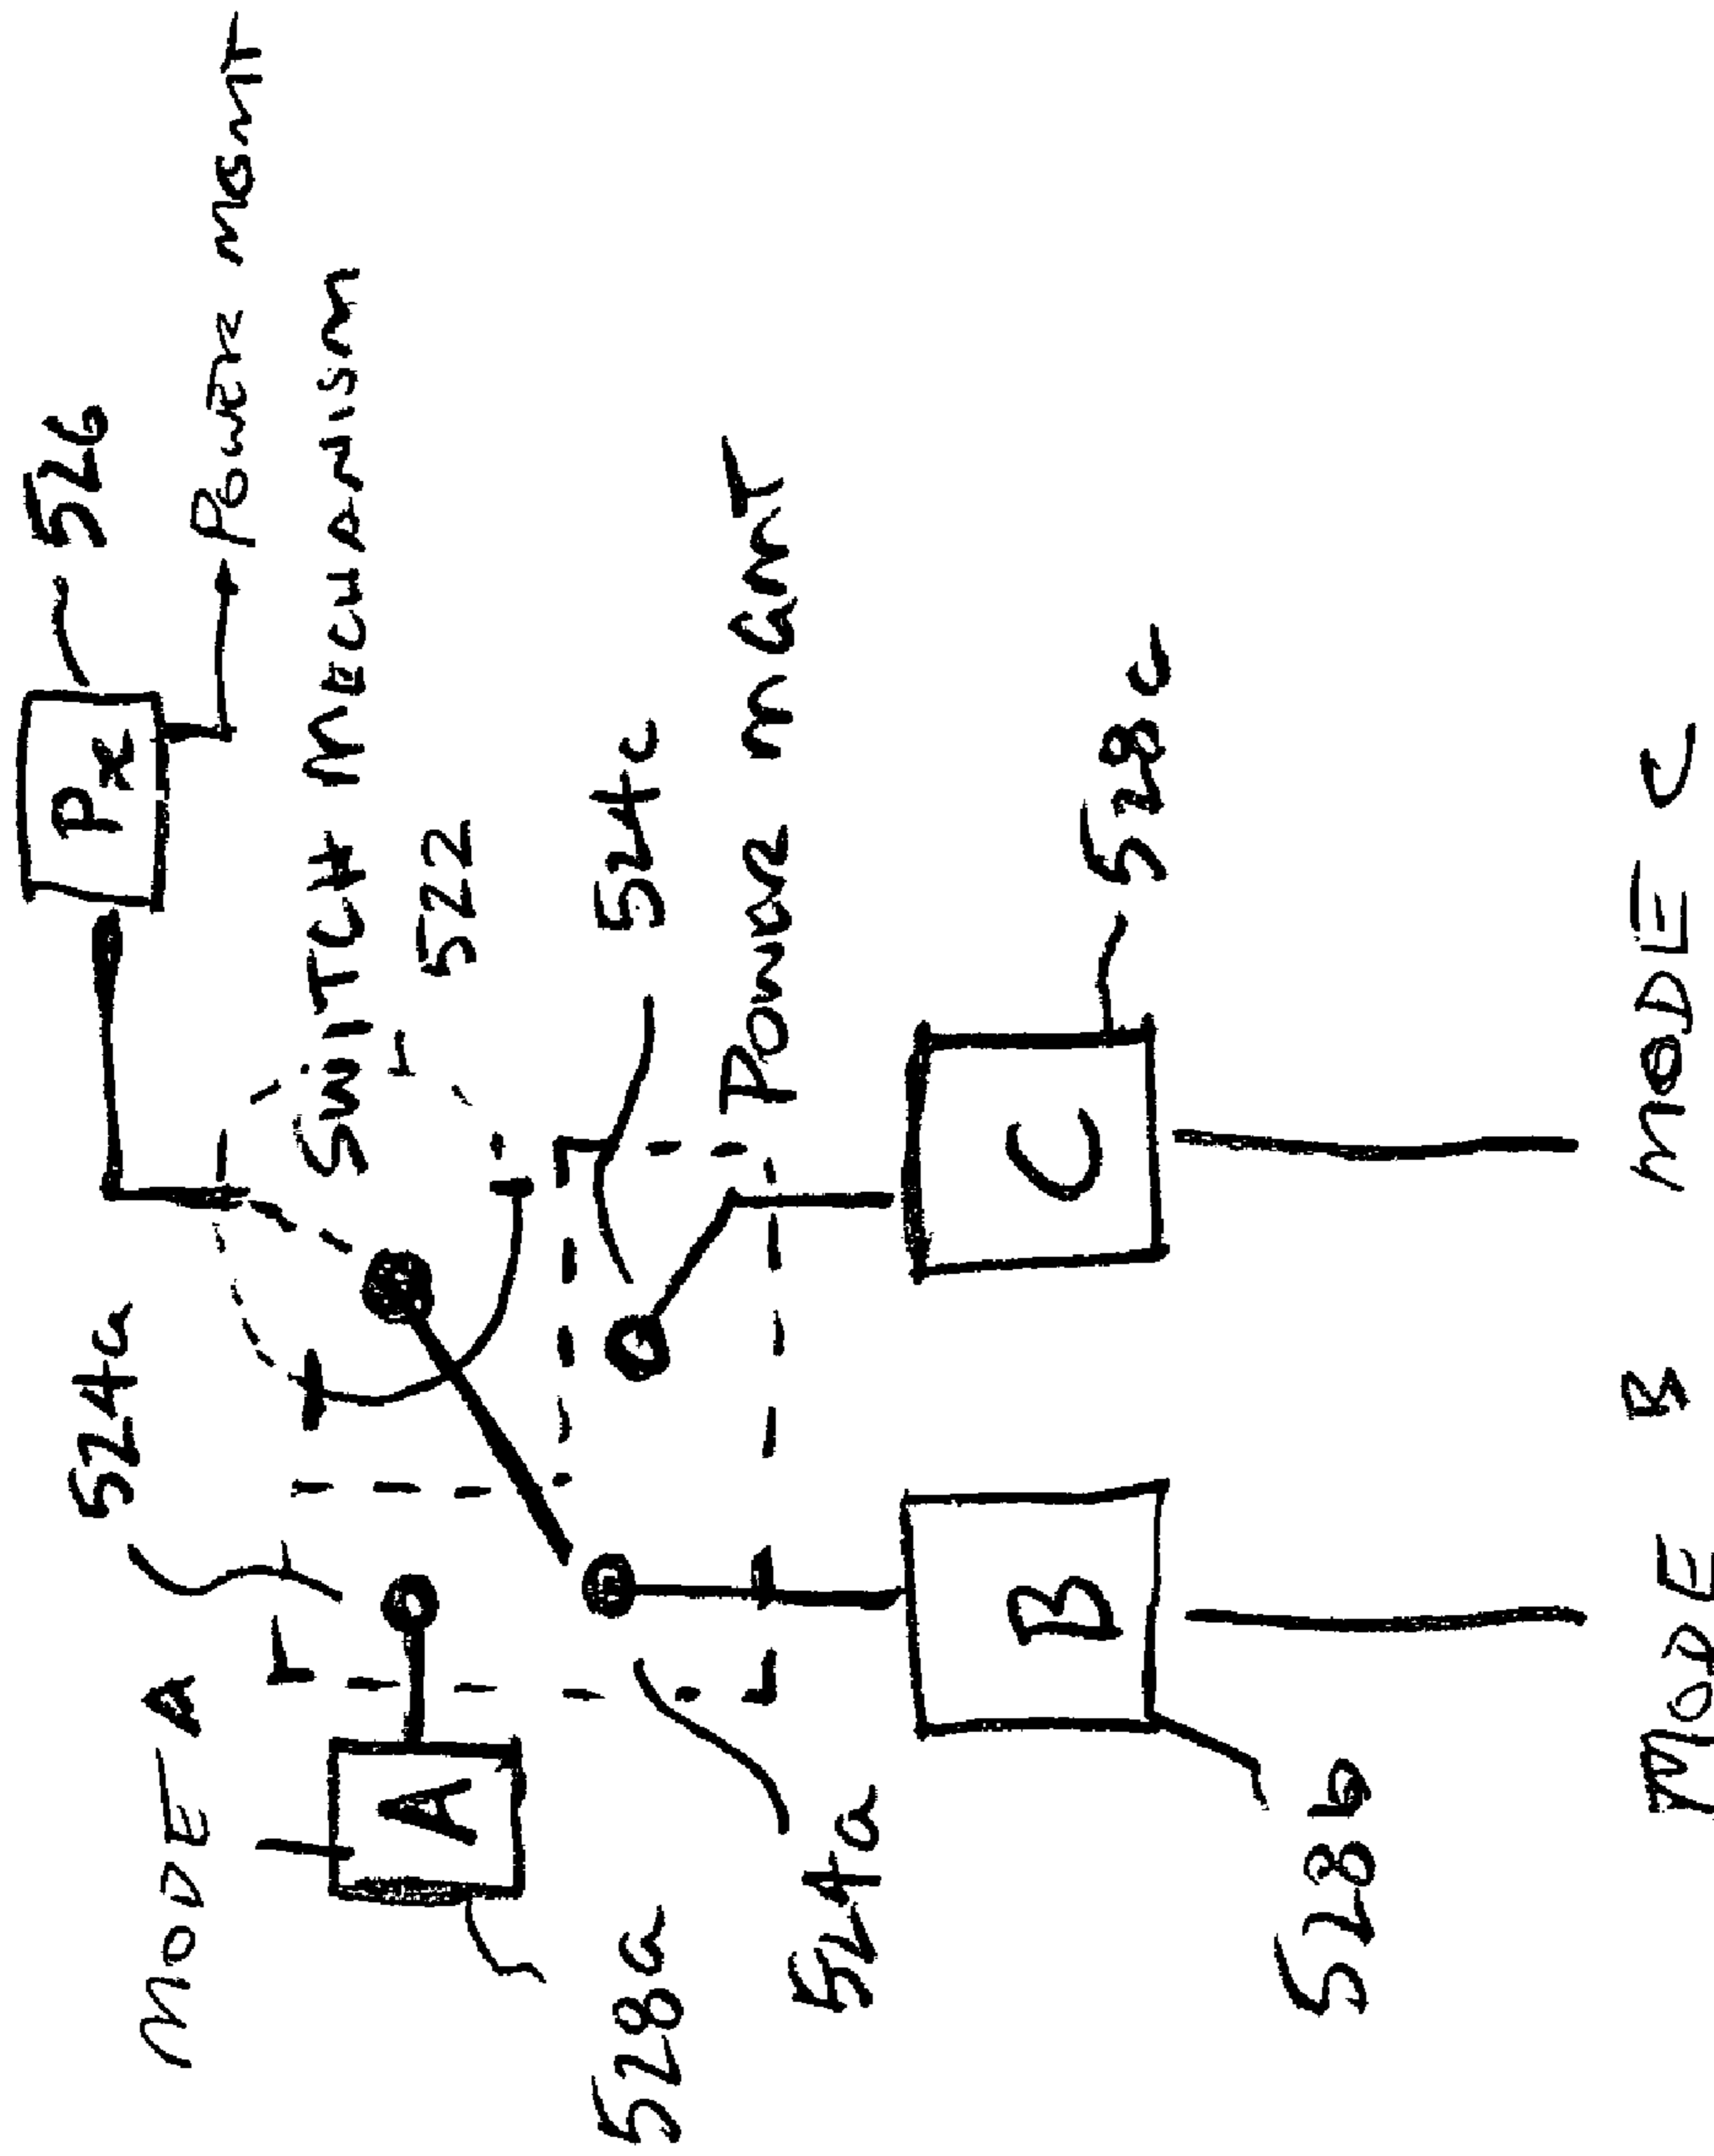 526
Px
Power MGMT
SWITCH MECHANISM
522
524a
MODE A
A
528a
524c
Power MGMT
524a
B
528b
C
528c
MODE B
MODE C